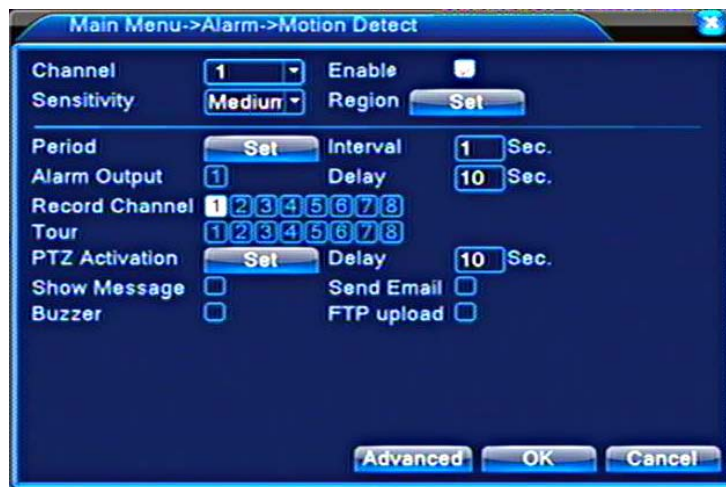 Main Menu->Alarm->Motion Detect
Channel 1 Enable
Sensitivity Mediun Region Set
Period Set Interval 1 Sec.
Alarm Output 1 Delay 10 Sec.
Record Channel 1 2 3 4 5 6 7 8
Tour 1 2 3 4 5 6 7 8
PTZ Activation Set Delay 10 Sec.
Show Message Send Email
Buzzer FTP upload
Advanced OK Cancel